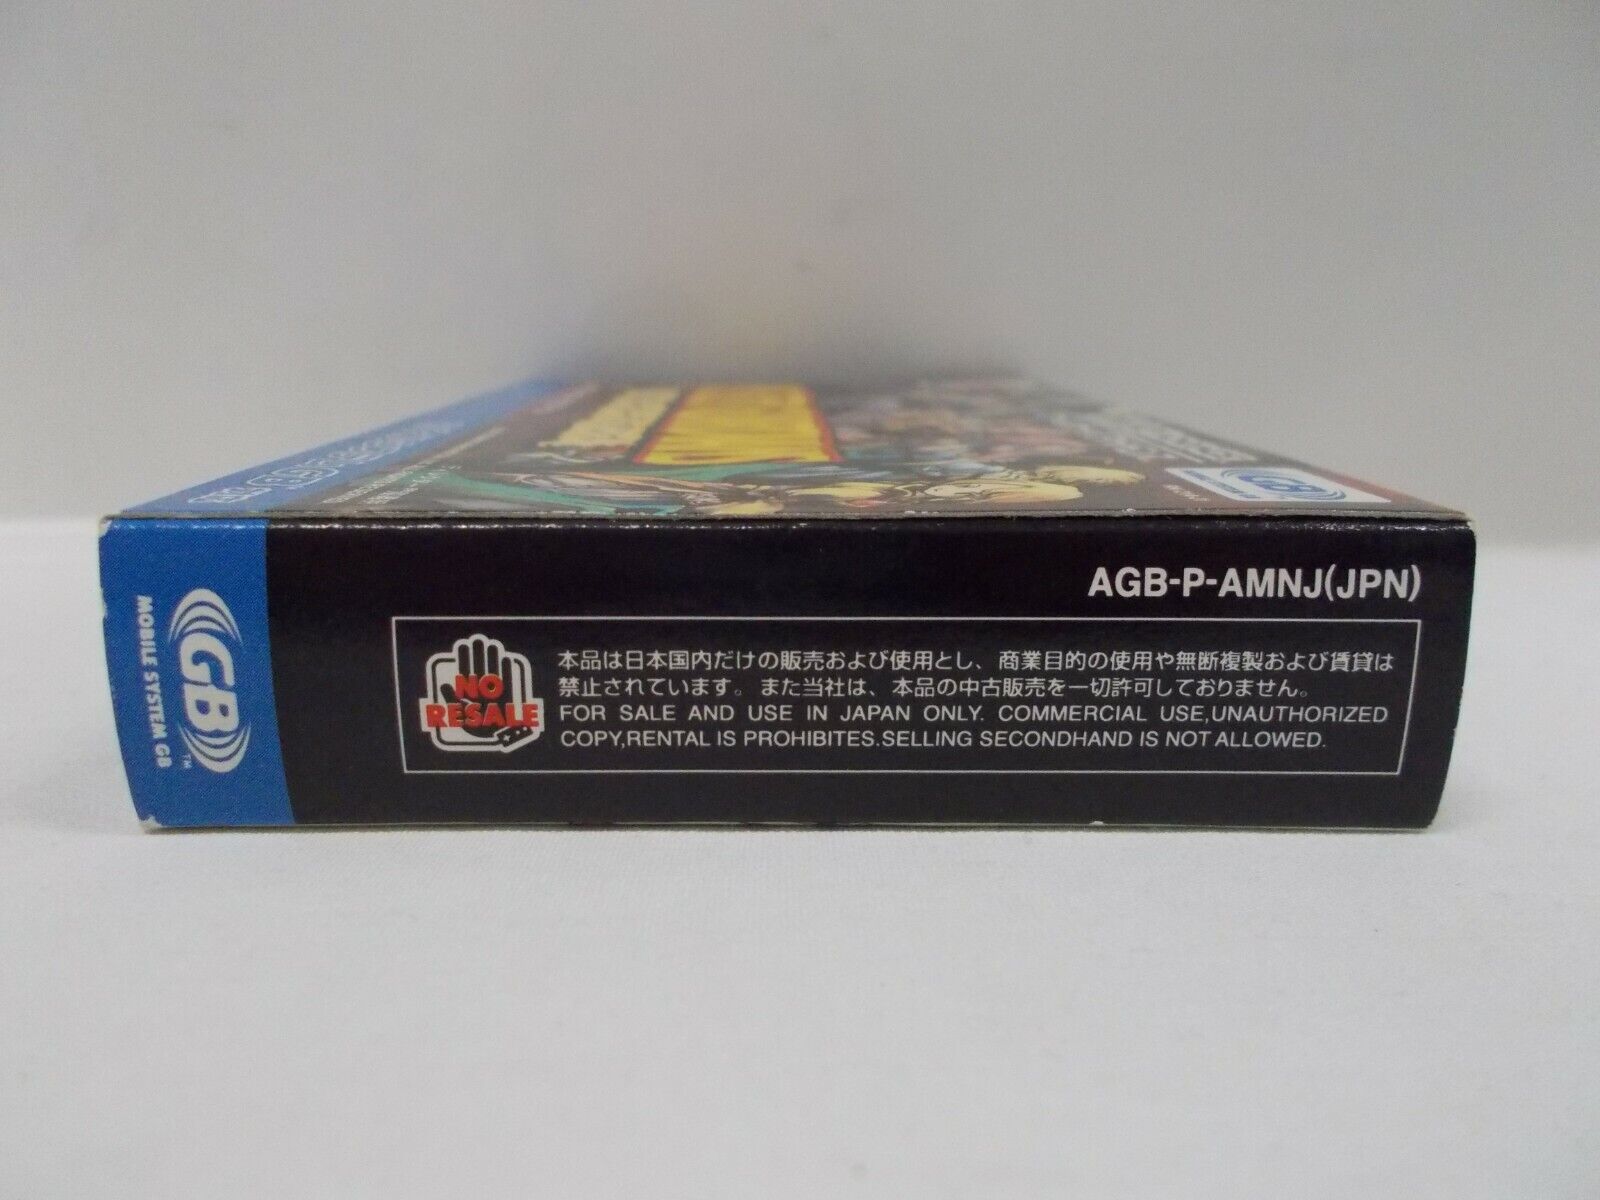 AGB-P-AMNJ(JPN)
NO
RESALE
本品は日本国内だけの販売および使用とし、商業目的の使用や無断複製および賃貸は
禁止されています。また当社は、本品の中古販売を一切許可しておりません。
FOR SALE AND USE IN JAPAN ONLY. COMMERCIAL USE,UNAUTHORIZED
COPY,RENTAL IS PROHIBITES.SELLING SECONDHAND IS NOT ALLOWED.
GB TM
MOBILE SYSTEM GB
GB